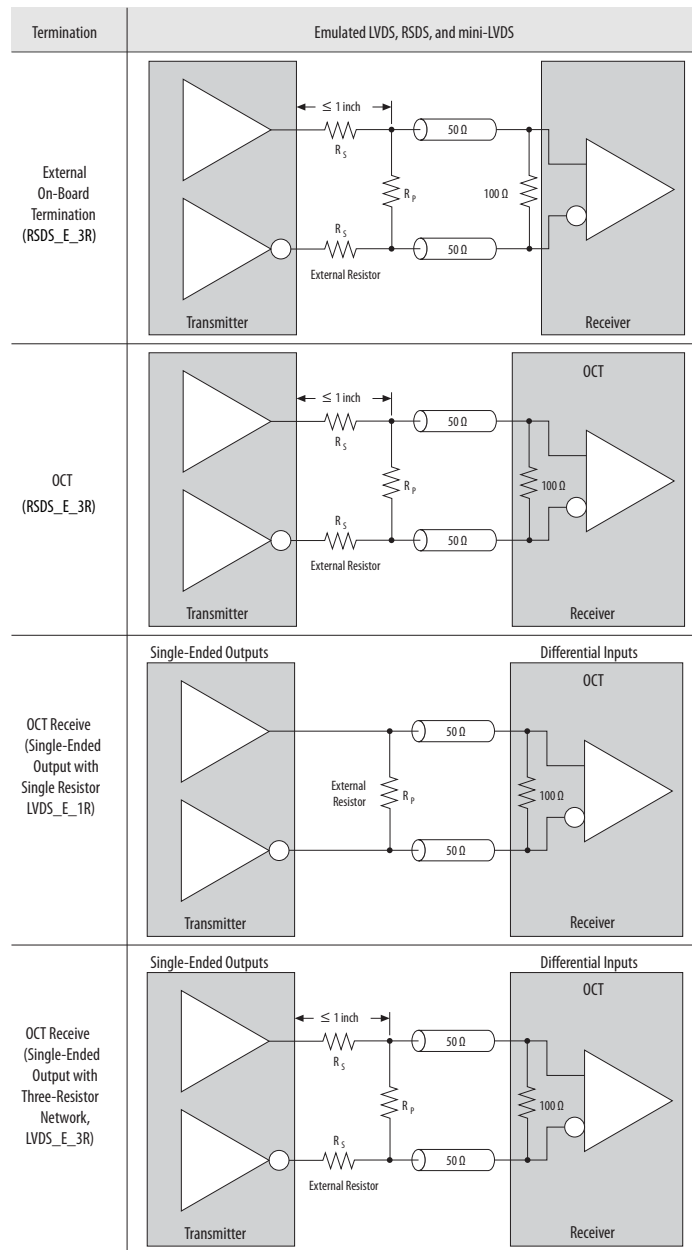 Termination
Emulated LVDS, RSDS, and mini-LVDS
External
On-Board
Termination
(RSDS_E_3R)
≤ 1 inch
50 Ω
R S
R P
100 Ω
R S
50 Ω
External Resistor
Transmitter
Receiver
OCT
(RSDS_E_3R)
OCT
≤ 1 inch
50 Ω
R S
R P
100 Ω
R S
50 Ω
External Resistor
Transmitter
Receiver
OCT Receive
(Single-Ended
Output with
Single Resistor
LVDS_E_1R)
Single-Ended Outputs
Differential Inputs
OCT
50 Ω
External
Resistor
R P
100 Ω
50 Ω
Transmitter
Receiver
OCT Receive
(Single-Ended
Output with
Three-Resistor
Network,
LVDS_E_3R)
Single-Ended Outputs
Differential Inputs
OCT
≤ 1 inch
50 Ω
R S
R P
100 Ω
R S
50 Ω
External Resistor
Transmitter
Receiver